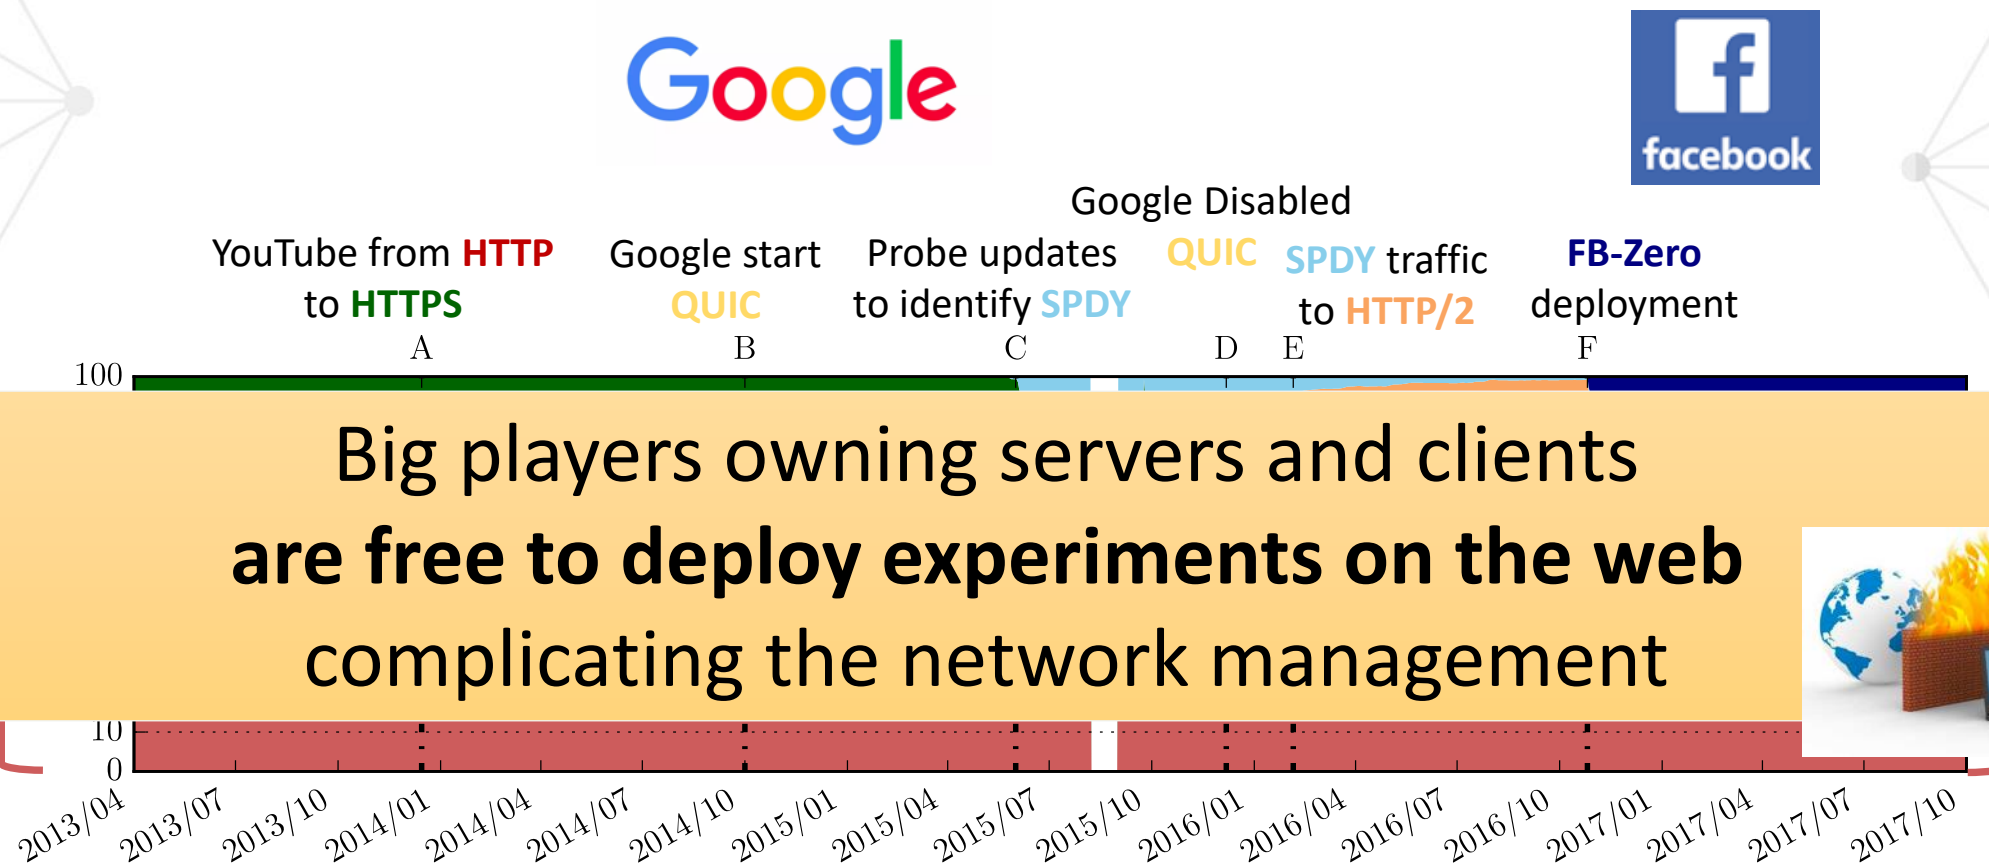 Google
facebook
Google Disabled
QUIC
YouTube from HTTP
to HTTPS
Google start
QUIC
Probe updates
to identify SPDY
SPDY traffic
to HTTP/2
FB-Zero
deployment
A
B
C
D
E
F
100
Big players owning servers and clients
are free to deploy experiments on the web
complicating the network management
10
0
2013/04
2013/07
2013/10
2014/01
2014/04
2014/07
2014/10
2015/01
2015/04
2015/07
2015/10
2016/01
2016/04
2016/07
2016/10
2017/01
2017/04
2017/07
2017/10